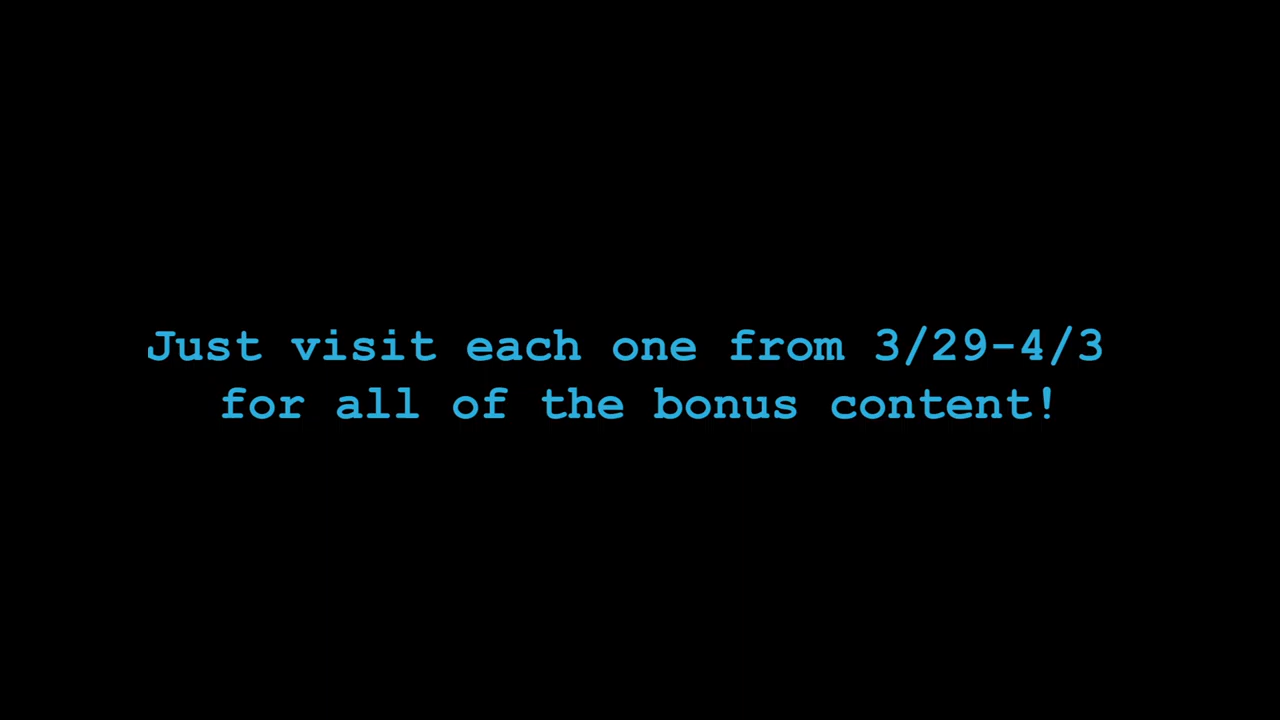 Just visit each one from 3/29-4/3
for all of the bonus content!